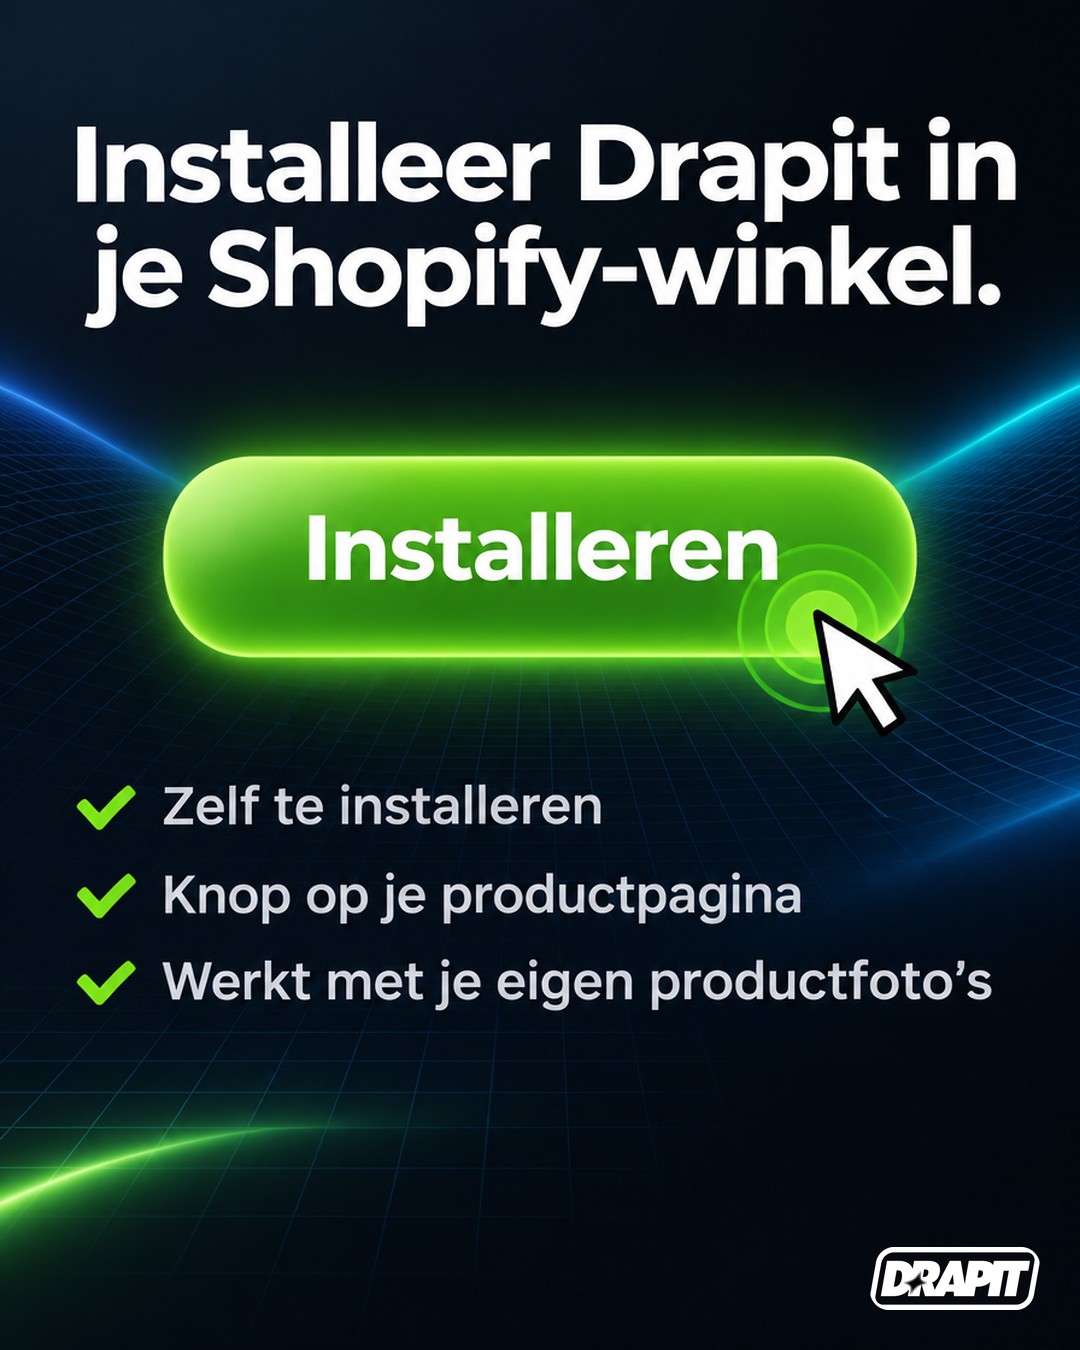 Installeer Drapit in
je Shopify-winkel.
Installeren
Zelf te installeren
Knop op je productpagina
Werkt met je eigen productfoto’s
DRAPIT